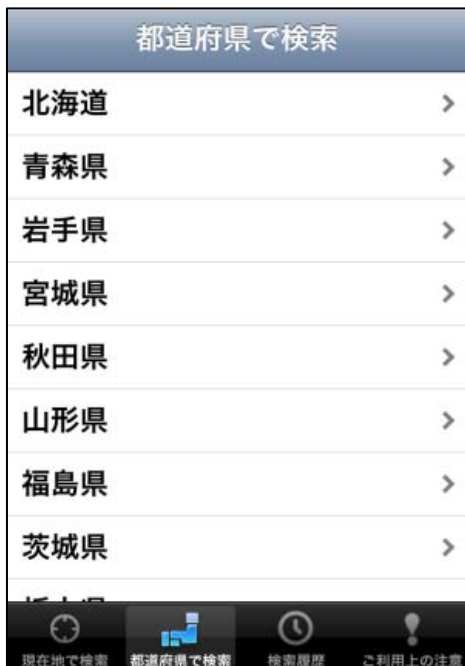 都道府県で検索
北海道
青森県
岩手県
宮城県
秋田県
山形県
福島県
茨城県
現在地で検索
都道府県で検索
検索履歴
ご利用上の注意